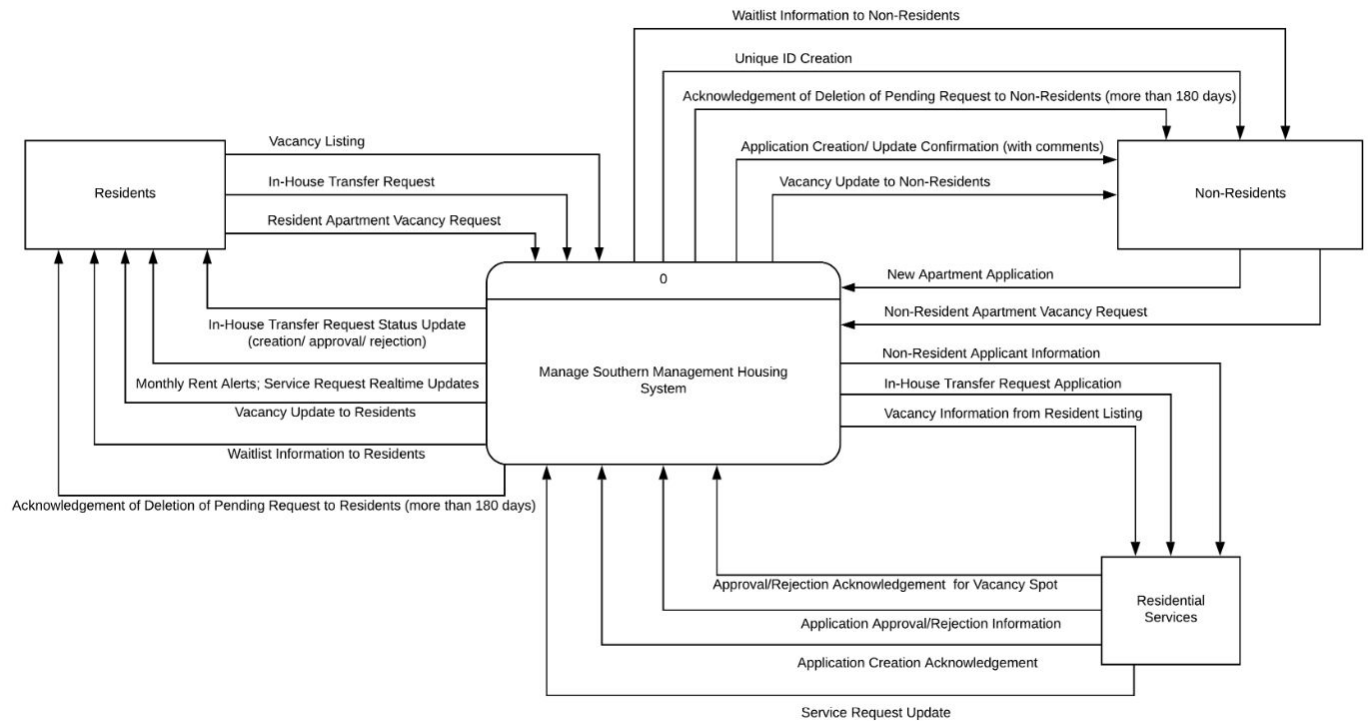 Waitlist Information to Non-Residents
Unique ID Creation
Acknowledgement of Deletion of Pending Request to Non-Residents (more than 180 days)
Application Creation/ Update Confirmation (with comments)
Vacancy Update to Non-Residents
Non-Residents
New Apartment Application
Non-Resident Apartment Vacancy Request
Vacancy Listing
In-House Transfer Request
Resident Apartment Vacancy Request
Residents
In-House Transfer Request Status Update
(creation/ approval/ rejection)
Monthly Rent Alerts; Service Request Realtime Updates
Vacancy Update to Residents
Waitlist Information to Residents
Acknowledgement of Deletion of Pending Request to Residents (more than 180 days)
0
Manage Southern Management Housing
System
Non-Resident Applicant Information
In-House Transfer Request Application
Vacancy Information from Resident Listing
Residential
Services
Approval/Rejection Acknowledgement for Vacancy Spot
Application Approval/Rejection Information
Application Creation Acknowledgement
Service Request Update